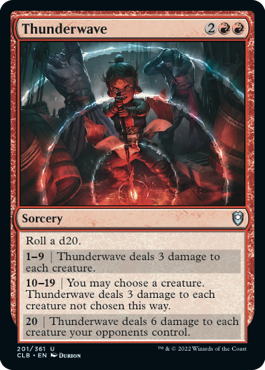 Thunderwave 2
Sorcery
Roll a d20.
1–9 | Thunderwave deals 3 damage to
each creature.
10–19 | You may choose a creature.
Thunderwave deals 3 damage to each
creature not chosen this way.
20 | Thunderwave deals 6 damage to each
creature your opponents control.
201/361 U
CLB • EN Durion
™ & © 2022 Wizards of the Coast